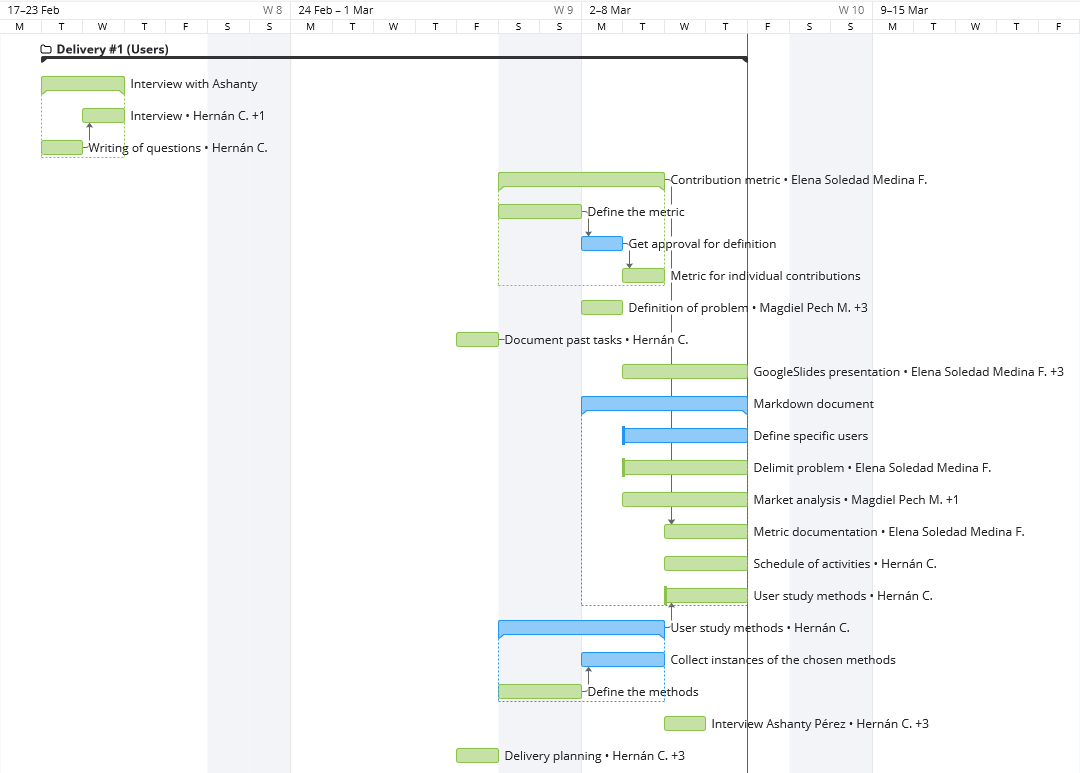 17–23 Feb W 8 24 Feb – 1 Mar W 9 2–8 Mar W 10 9–15 Mar
M T W T F S S M T W T F S S M T W T F S S M T W T F
Delivery #1 (Users)
Interview with Ashanty
Interview • Hernán C. +1
Writing of questions • Hernán C.
Contribution metric • Elena Soledad Medina F.
Define the metric
Get approval for definition
Metric for individual contributions
Definition of problem • Magdiel Pech M. +3
Document past tasks • Hernán C.
GoogleSlides presentation • Elena Soledad Medina F. +3
Markdown document
Define specific users
Delimit problem • Elena Soledad Medina F.
Market analysis • Magdiel Pech M. +1
Metric documentation • Elena Soledad Medina F.
Schedule of activities • Hernán C.
User study methods • Hernán C.
User study methods • Hernán C.
Collect instances of the chosen methods
Define the methods
Interview Ashanty Pérez • Hernán C. +3
Delivery planning • Hernán C. +3